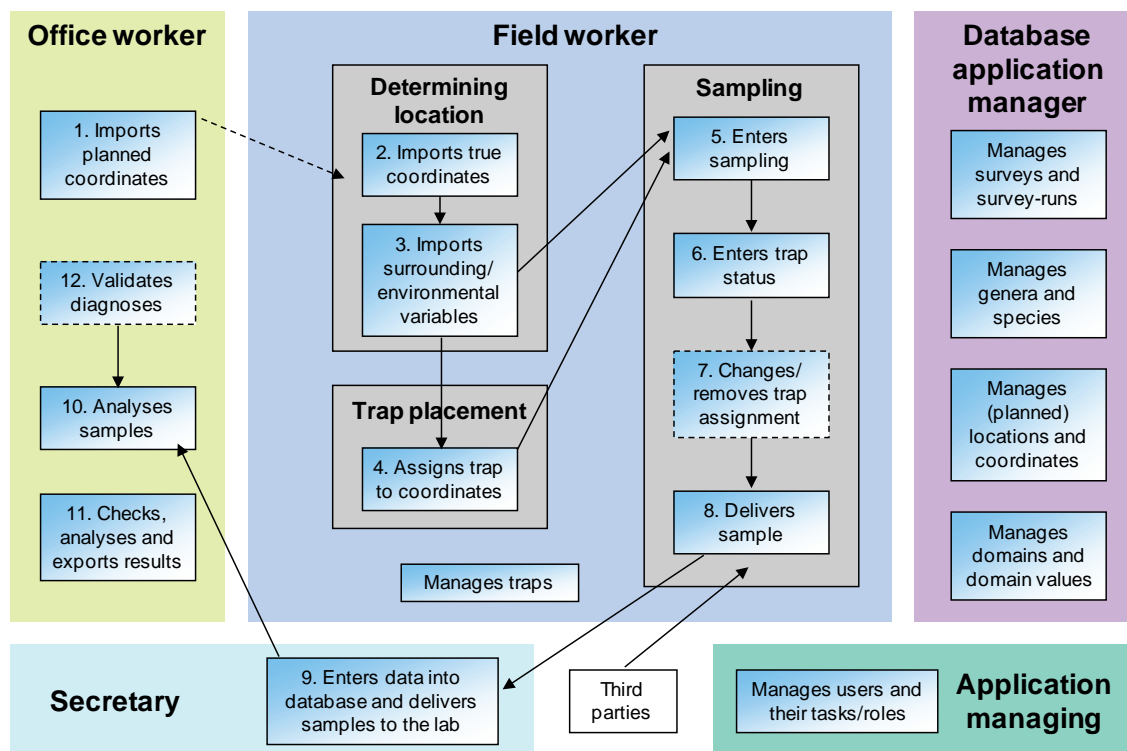 Office worker
1. Imports
planned
coordinates
12. Validates
diagnoses
10. Analyses
samples
11. Checks,
analyses and
exports results
Field worker
Determining
location
2. Imports true
coordinates
3. Imports
surrounding/
environmental
variables
Trap placement
4. Assigns trap
to coordinates
Manages traps
Sampling
5. Enters
sampling
6. Enters trap
status
7. Changes/
removes trap
assignment
8. Delivers
sample
Database
application
manager
Manages
surveys and
survey-runs
Manages
genera and
species
Manages
(planned)
locations and
coordinates
Manages
domains and
domain values
Secretary
9. Enters data into
database and delivers
samples to the lab
Third
parties
Manages users and
their tasks/roles
Application
managing